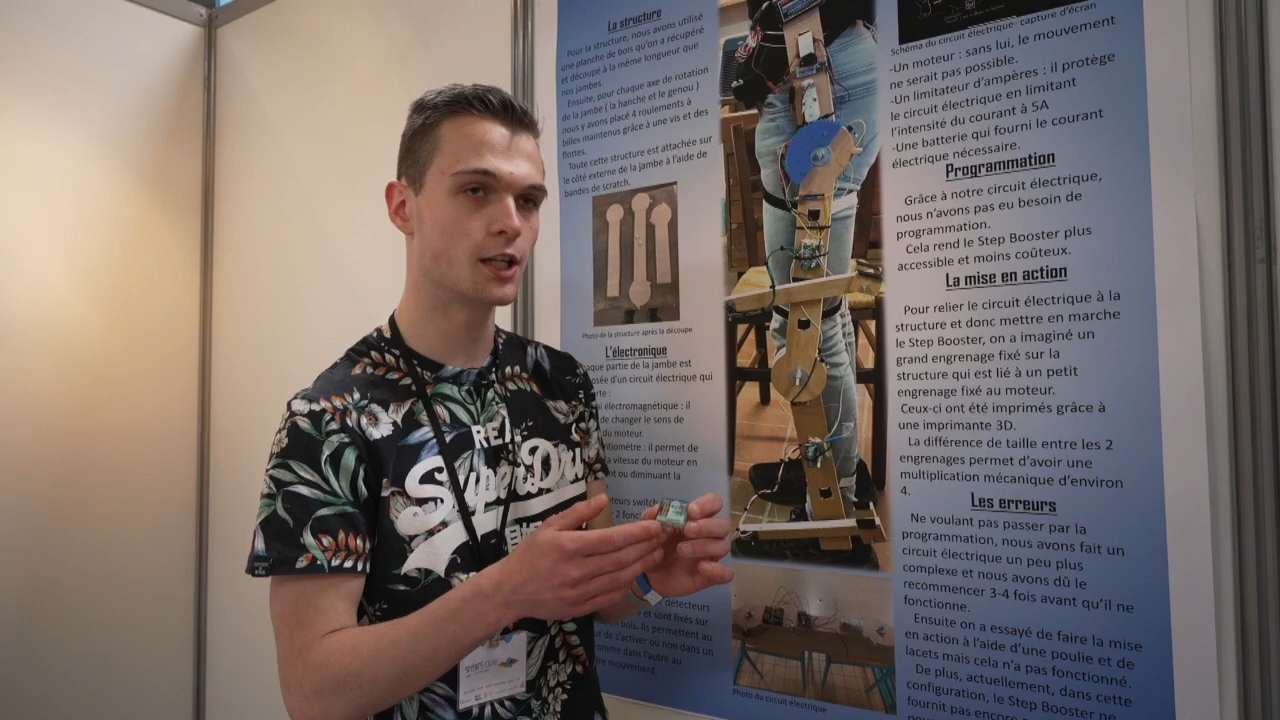 La structure
Pour la structure, nous avons utilisé
une planche de bois qu'on a récupéré
et découpé à la même longueur que
nos jambes.
Ensuite, pour chaque axe de rotation
de la jambe ( la hanche et le genou )
nous y avons placé 4 roulements à
billes maintenus grâce à une vis et des
flottes.
Toute cette structure est attachée sur
le côté externe de la jambe à l'aide de
bandes de scratch.
Photo de la structure après la découpe
L'électronique
partie de la jambe est
d'un circuit électrique qui
électromagnétique : il
de changer le sens de
du moteur.
il permet de
la vitesse du moteur en
ou diminuant la
switch
2
détecteurs
et sont fixés sur
bois. Ils permettent au
de s'activer ou non dans un
comme dans l'autre au
mouvement.
Photo du circuit électrique
Schéma du circuit électrique- capture d'écran
-Un moteur : sans lui, le mouvement
ne serait pas possible.
-Un limitateur d'ampères : il protège
le circuit électrique en limitant
l'intensité du courant à 5A
-Une batterie qui fourni le courant
électrique nécessaire.
Programmation
Grâce à notre circuit électrique,
nous n'avons pas eu besoin de
programmation.
Cela rend le Step Booster plus
accessible et moins coûteux.
La mise en action
Pour relier le circuit électrique à la
structure et donc mettre en marche
le Step Booster, on a imaginé un
grand engrenage fixé sur la
structure qui est lié à un petit
engrenage fixé au moteur.
Ceux-ci ont été imprimés grâce à
une imprimante 3D.
La différence de taille entre les 2
engrenages permet d'avoir une
multiplication mécanique d'environ
4.
Les erreurs
Ne voulant pas passer par la
programmation, nous avons fait un
circuit électrique un peu plus
complexe et nous avons dû le
recommencer 3-4 fois avant qu'il ne
fonctionne.
Ensuite on a essayé de faire la mise
en action à l'aide d'une poulie et de
lacets mais cela n'a pas fonctionné.
De plus, actuellement, dans cette
configuration, le Step Booster ne
fournit pas encore
REAL
SuperDry